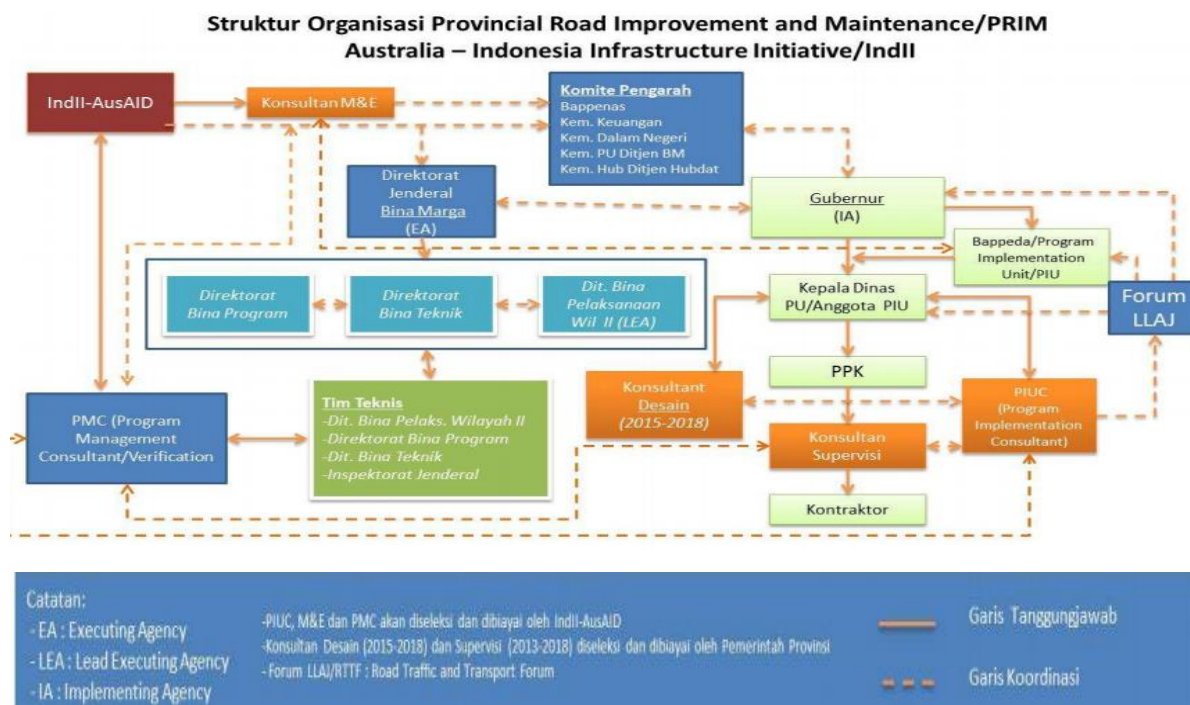 Struktur Organisasi Provincial Road Improvement and Maintenance/PRIM
Australia – Indonesia Infrastructure Initiative/IndII
IndII-AusAID
Konsultan M&E
Komite Pengarah
Bappenas
Kem. Keuangan
Kem. Dalam Negeri
Kem. PU Ditjen BM
Kem. Hub Ditjen Hubdat
Direktorat
Jenderal
Bina Marga
(EA)
Gubernur
(IA)
Bappeda/Program
Implementation
Unit/PIU
Direktorat
Bina Program
Direktorat
Bina Teknik
Dit. Bina
Pelaksanaan
Wil II (LEA)
Kepala Dinas
PU/Anggota PIU
Forum
LLAJ
PPK
Konsultant
Desain
(2015-2018)
PIUC
(Program
Implementation
Consultant)
Tim Teknis
-Dit. Bina Pelaks. Wilayah II
-Direktorat Bina Program
-Dit. Bina Teknik
-Inspektorat Jenderal
PMC (Program
Management
Consultant/Verification
Konsultan
Supervisi
Kontraktor
Catatan:
- EA : Executing Agency
- LEA : Lead Executing Agency
- IA : Implementing Agency
-PIUC, M&E dan PMC akan diseleksi dan dibiayai oleh IndII-AusAID
-Konsultan Desain (2015-2018) dan Supervisi (2013-2018) diseleksi dan dibiayai oleh Pemerintah Provinsi
- Forum LLAJ/RTTF : Road Traffic and Transport Forum
Garis Tanggungjawab
Garis Koordinasi